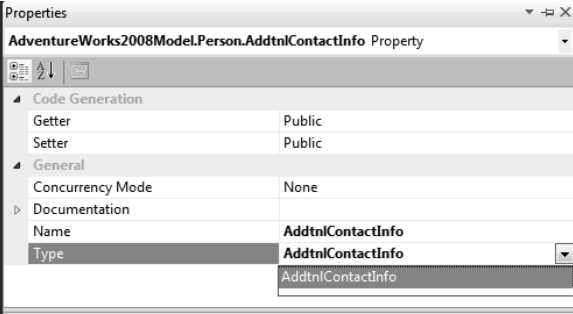 Properties
AdventureWorks2008Model.Person.AddtnlContactInfo Property
Code Generation
Getter Public
Setter Public
General
Concurrency Mode None
Documentation
Name AddtnlContactInfo
Type AddtnlContactInfo
AddtnlContactInfo